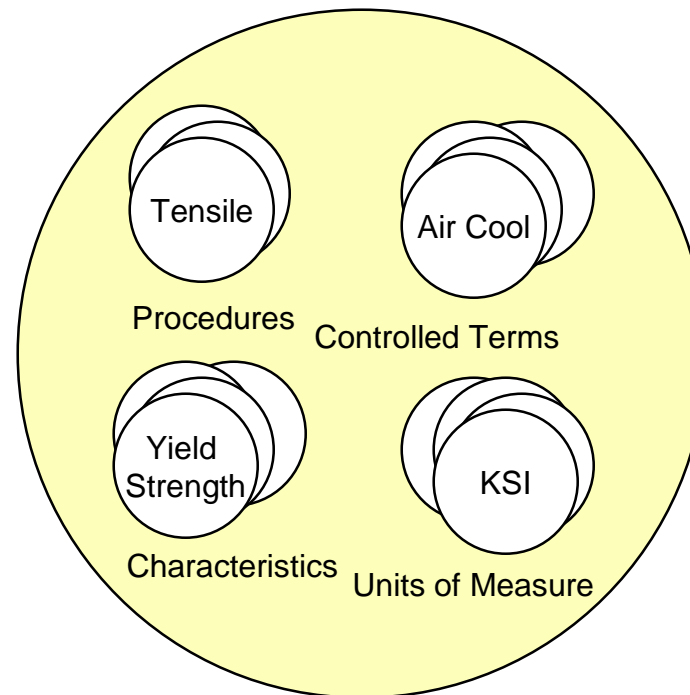 Tensile
Air Cool
Procedures
Controlled Terms
Yield
Strength
KSI
Characteristics
Units of Measure